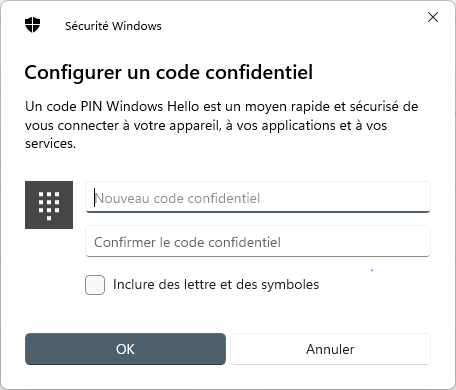 Sécurité Windows
Configurer un code confidentiel
Un code PIN Windows Hello est un moyen rapide et sécurisé de
vous connecter à votre appareil, à vos applications et à vos
services.
Nouveau code confidentiel
Confirmer le code confidentiel
Inclure des lettre et des symboles
OK
Annuler